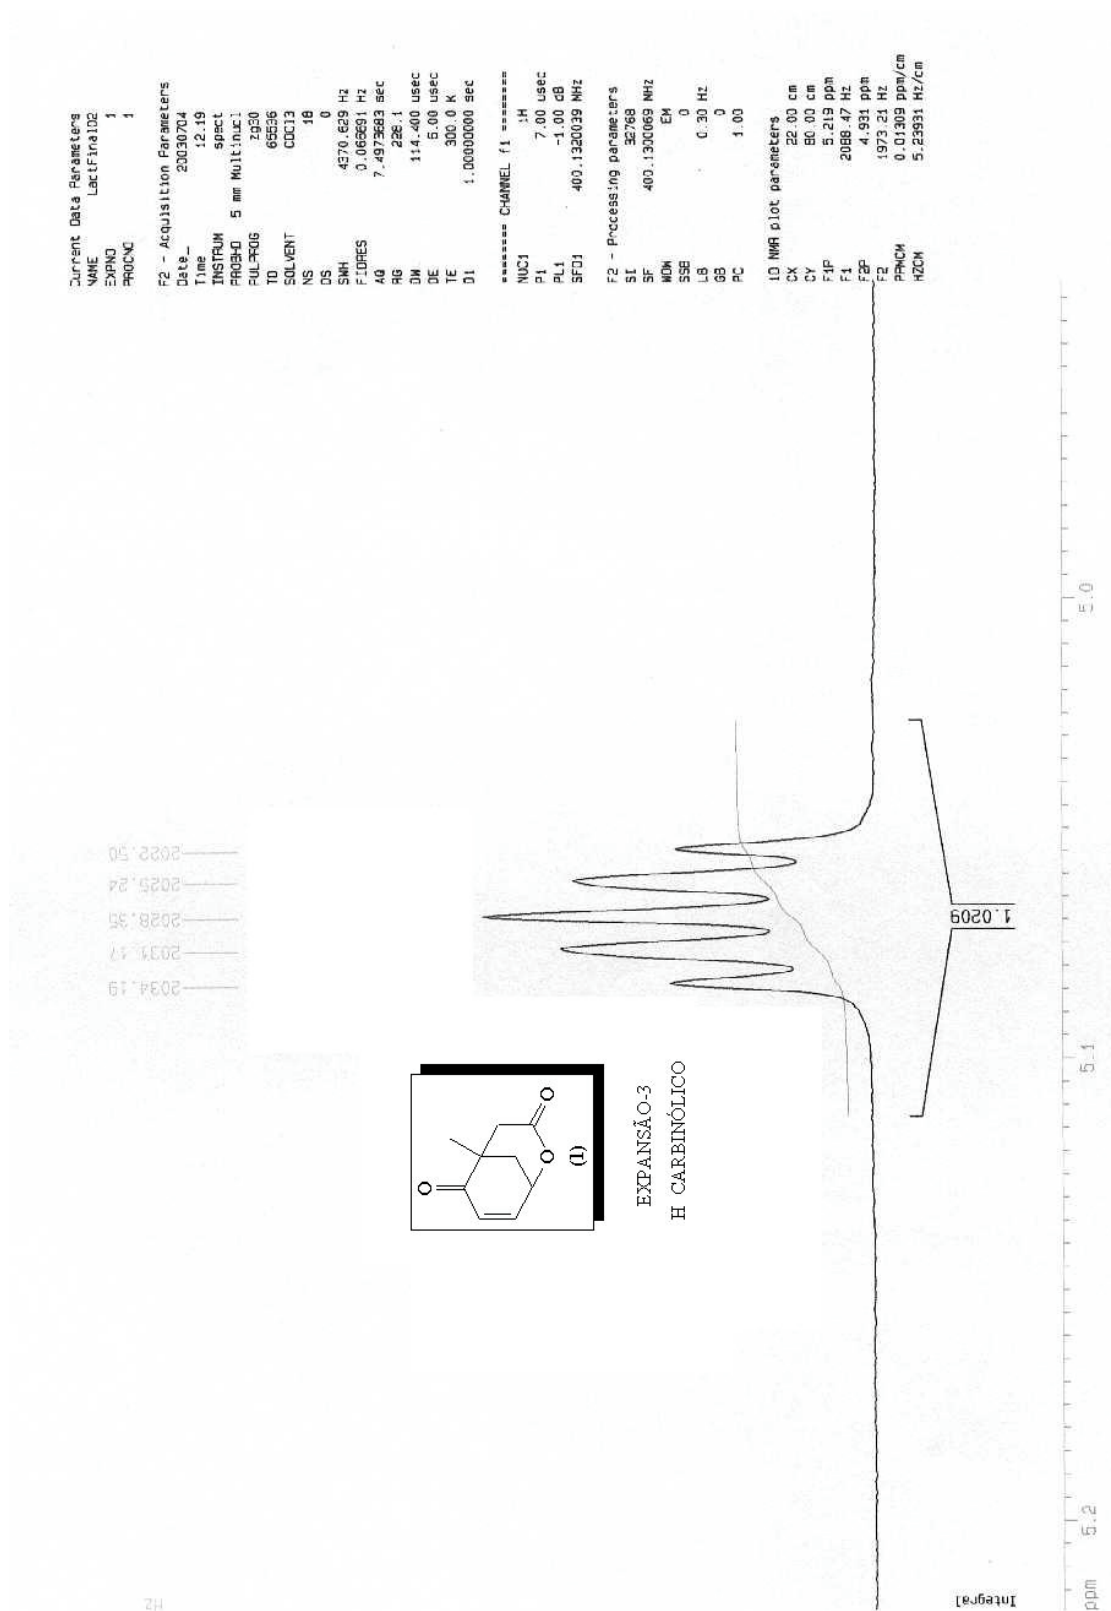 Current Data Parameters
NAME LactFinal02
EXPNO 1
PROCNO 1
F2 - Acquisition Parameters
Date_ 20030704
Time 12.19
INSTRUM spect
PROBHD 5 mm Multinucl
PULPROG zg30
TD 65536
SOLVENT CDCl3
NS 18
DS 0
SWH 4370.629 Hz
FIDRES 0.066691 Hz
AQ 7.4973683 sec
RG 228.1
DW 114.400 usec
DE 6.00 usec
TE 300.0 K
D1 1.00000000 sec
======== CHANNEL f1 ========
NUC1 1H
P1 7.00 usec
PL1 -1.00 dB
SFO1 400.1320039 MHz
F2 - Processing parameters
SI 32768
SF 400.1300069 MHz
WDW EM
SSB 0
LB 0.30 Hz
GB 0
PC 1.00
1D NMR plot parameters
CX 22.00 cm
CY 80.00 cm
F1P 5.219 ppm
F1 2088.47 Hz
F2P 4.931 ppm
F2 1973.21 Hz
PPMCM 0.01309 ppm/cm
HZCM 5.23931 Hz/cm
Hz
2034.19
2031.17
2028.35
2025.24
2022.50
O
O
O
(1)
EXPANSÃO-3
H CARBINÓLICO
Integral
1.0209
ppm 5.2 5.1 5.0